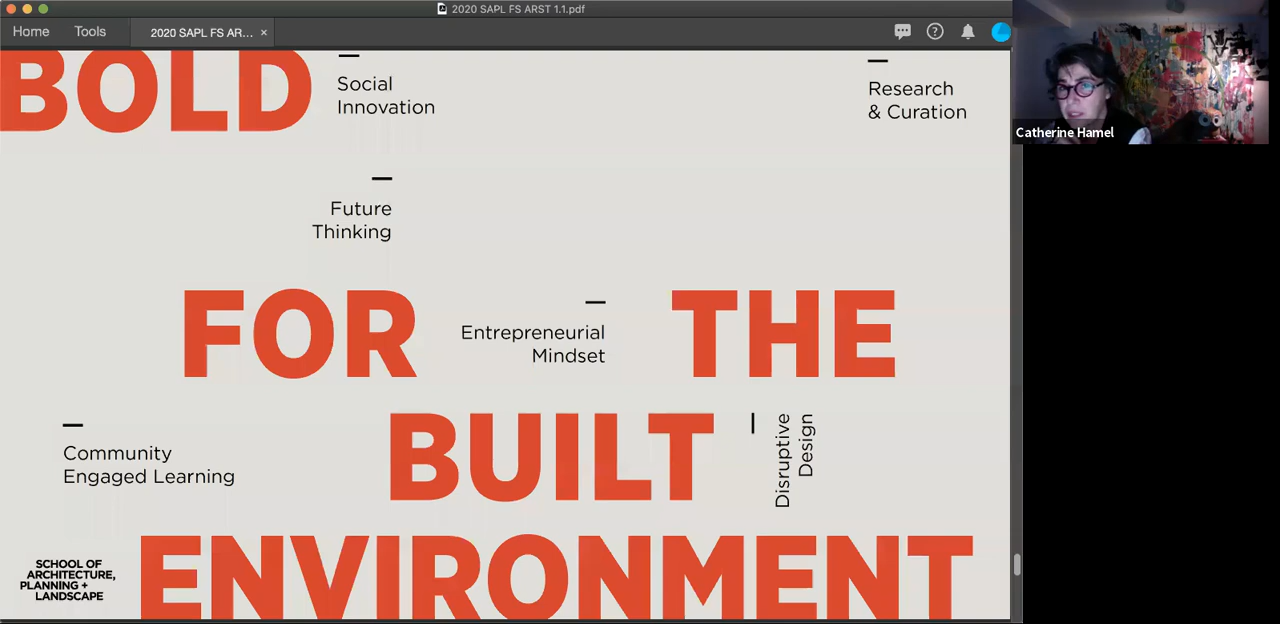 2020 SAPL FS ARST 1.1.pdf
Home
Tools
2020 SAPL FS AR... ×
?
BOLD
Social
Innovation
Research
& Curation
Catherine Hamel
Future
Thinking
FOR
Entrepreneurial
Mindset
THE
Community
Engaged Learning
BUILT
Disruptive
Design
SCHOOL OF
ARCHITECTURE,
PLANNING +
LANDSCAPE
ENVIRONMENT